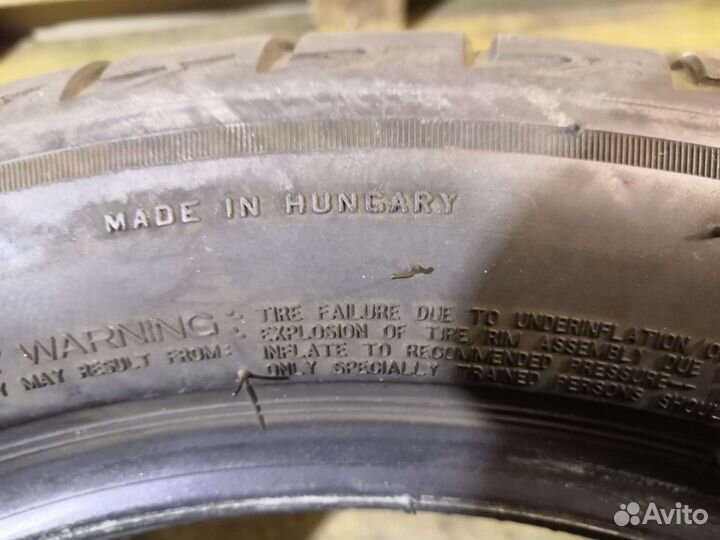 MADE IN HUNGARY
WARNING: TIRE FAILURE DUE TO UNDERINFLATION/O
EXPLOSION OF TIRE/RIM ASSEMBLY DUE
Y MAY RESULT FROM: INFLATE TO RECOMMENDED PRESSURE—
ONLY SPECIALLY TRAINED PERSONS SHOUL
Avito